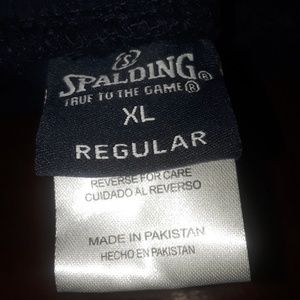 S
SPALDING®
TRUE TO THE GAME®
XL
REGULAR
REVERSE FOR CARE
CUIDADO AL REVERSO
MADE IN PAKISTAN
HECHO EN PAKISTAN